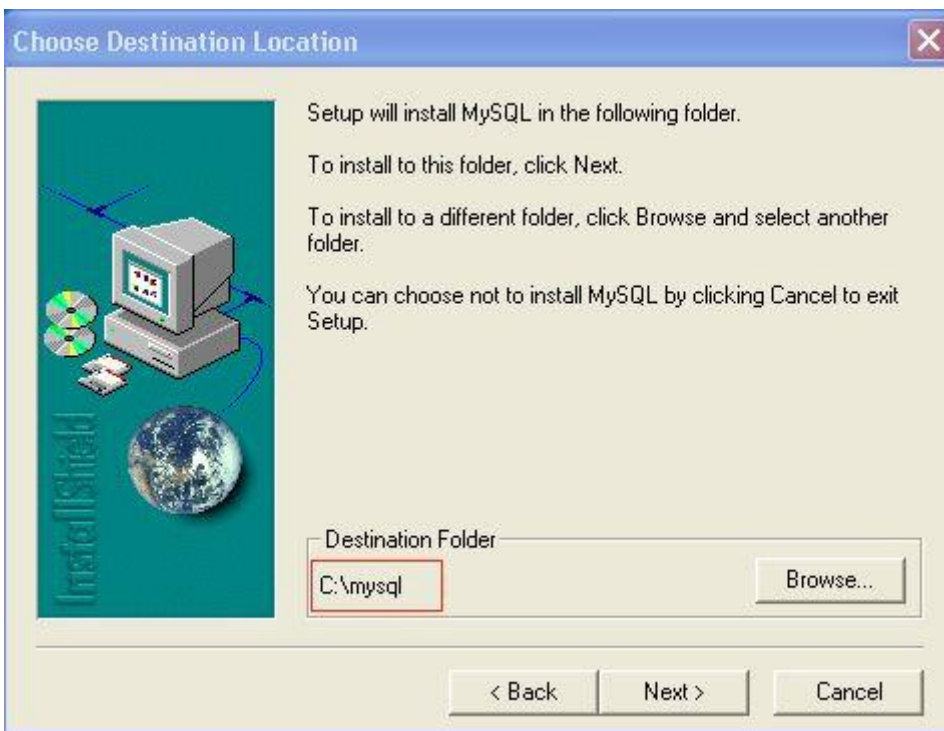 Choose Destination Location
Setup will install MySQL in the following folder.
To install to this folder, click Next.
To install to a different folder, click Browse and select another
folder.
You can choose not to install MySQL by clicking Cancel to exit
Setup.
InstallShield
Destination Folder
C:\mysql
Browse...
< Back
Next >
Cancel